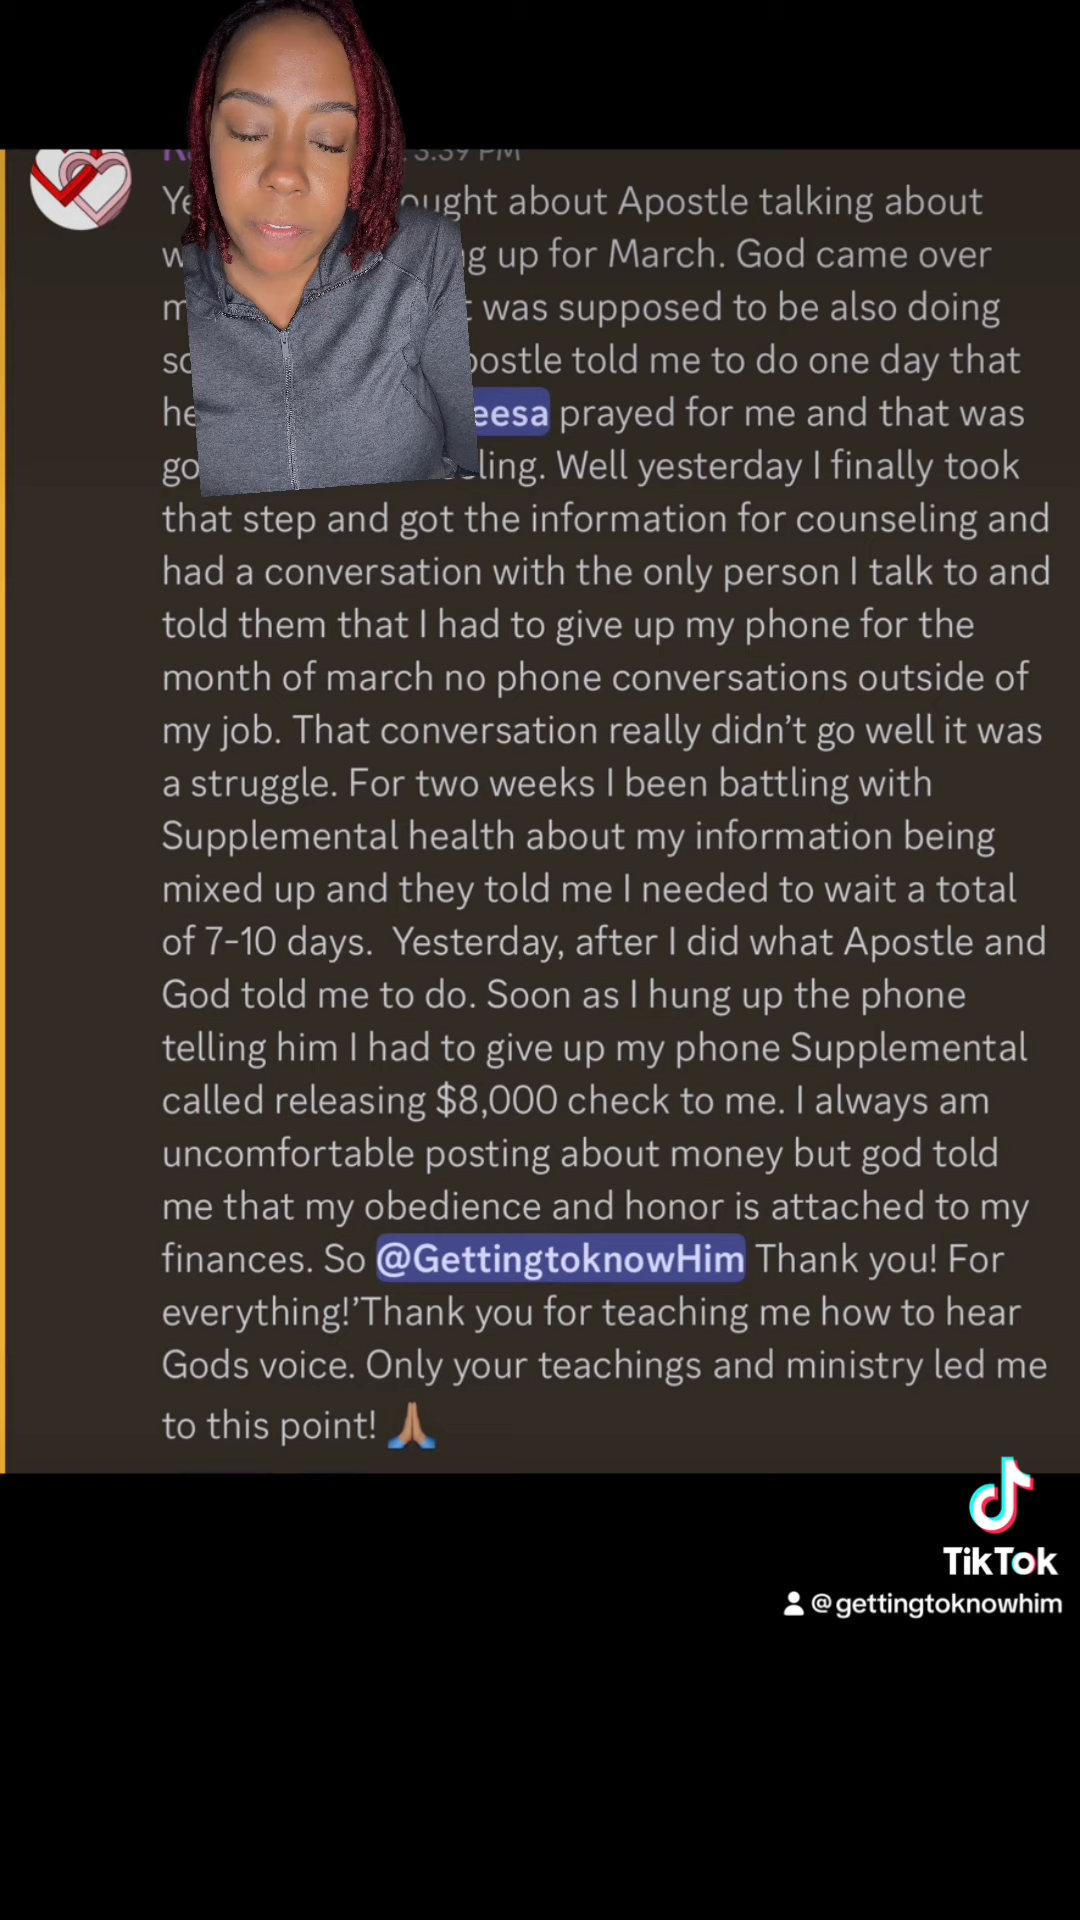 3:39 PM
ought about Apostle talking about
g up for March. God came over
was supposed to be also doing
postle told me to do one day that
he eesa prayed for me and that was
go ling. Well yesterday I finally took
that step and got the information for counseling and
had a conversation with the only person I talk to and
told them that I had to give up my phone for the
month of march no phone conversations outside of
my job. That conversation really didn’t go well it was
a struggle. For two weeks I been battling with
Supplemental health about my information being
mixed up and they told me I needed to wait a total
of 7-10 days. Yesterday, after I did what Apostle and
God told me to do. Soon as I hung up the phone
telling him I had to give up my phone Supplemental
called releasing $8,000 check to me. I always am
uncomfortable posting about money but god told
me that my obedience and honor is attached to my
finances. So @GettingtoknowHim Thank you! For
everything!’Thank you for teaching me how to hear
Gods voice. Only your teachings and ministry led me
to this point! 🙏🏽
TikTok
@gettingtoknowhim